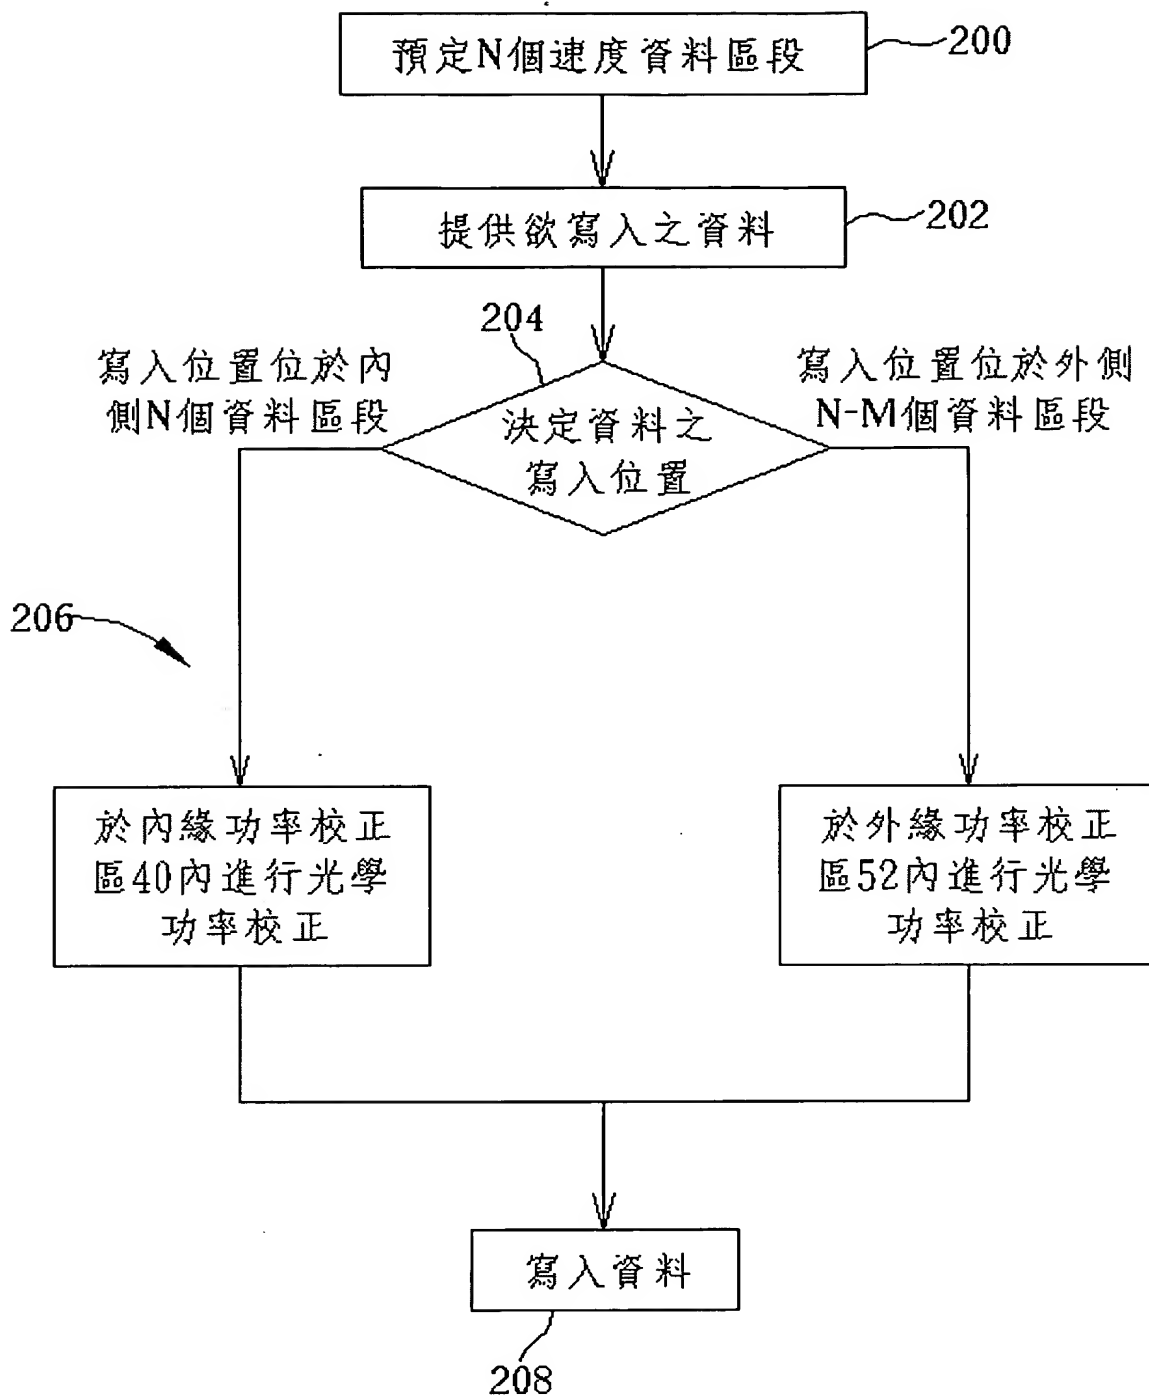 預定N個速度資料區段
200
提供欲寫入之資料
202
204
寫入位置位於內
側N個資料區段
寫入位置位於外側
N-M個資料區段
決定資料之
寫入位置
206
於內緣功率校正
區40內進行光學
功率校正
於外緣功率校正
區52內進行光學
功率校正
寫入資料
208